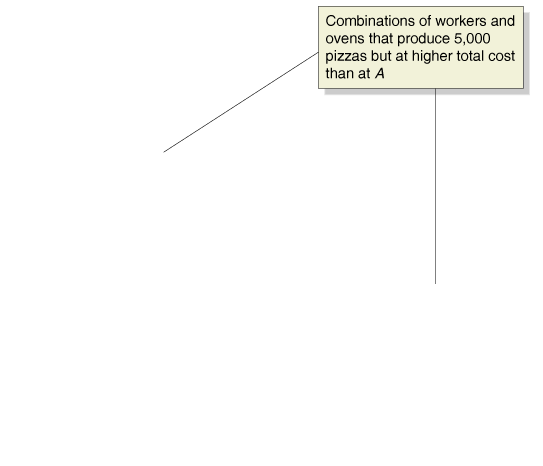 Combinations of workers and
ovens that produce 5,000
pizzas but at higher total cost
than at A